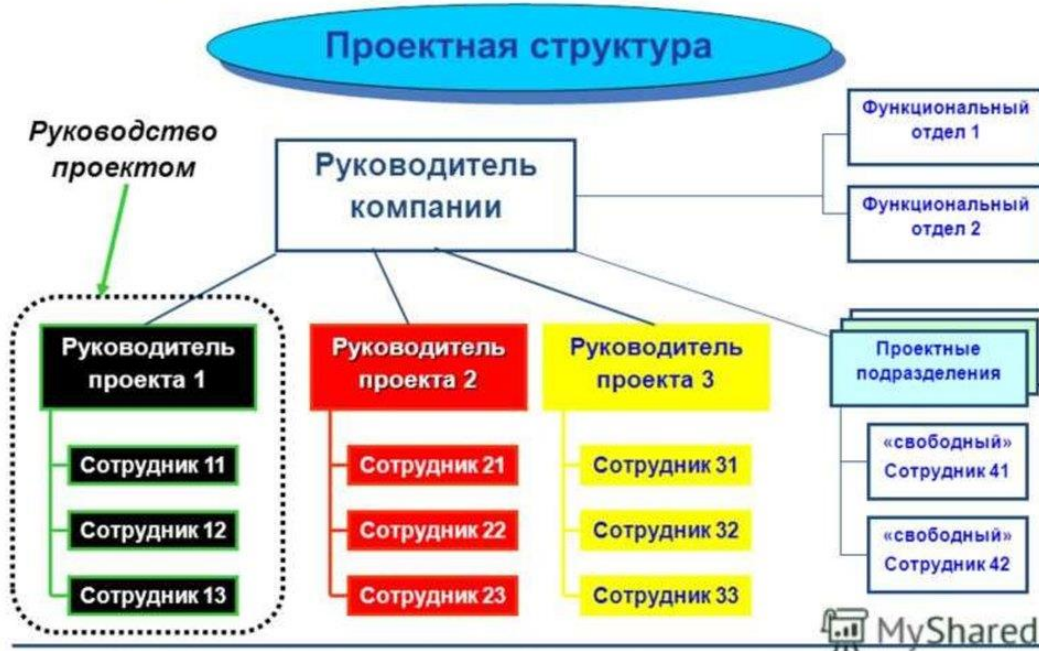 Проектная структура
Руководство
проектом
Руководитель
компании
Функциональный
отдел 1
Функциональный
отдел 2
Руководитель
проекта 1
Сотрудник 11
Сотрудник 12
Сотрудник 13
Руководитель
проекта 2
Сотрудник 21
Сотрудник 22
Сотрудник 23
Руководитель
проекта 3
Сотрудник 31
Сотрудник 32
Сотрудник 33
Проектные
подразделения
«свободный»
Сотрудник 41
«свободный»
Сотрудник 42
MyShared